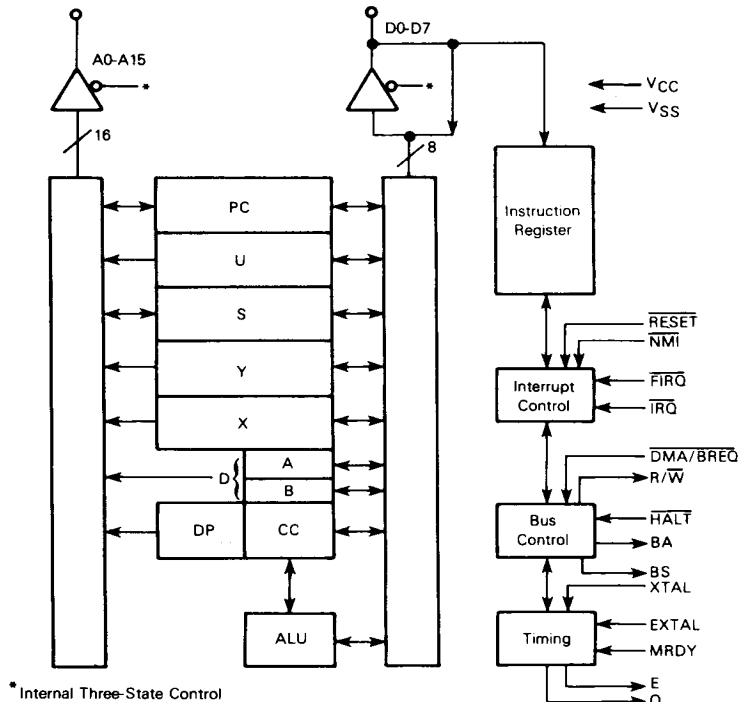 A0-A15
D0-D7
*
*
VCC
VSS
16
8
PC
U
S
Y
X
D{
A
B
DP
CC
ALU
Instruction
Register
RESET
NMI
Interrupt
Control
FIRQ
IRQ
DMA/BREQ
R/W
Bus
Control
HALT
BA
BS
XTAL
Timing
EXTAL
MRDY
E
Q
*Internal Three-State Control